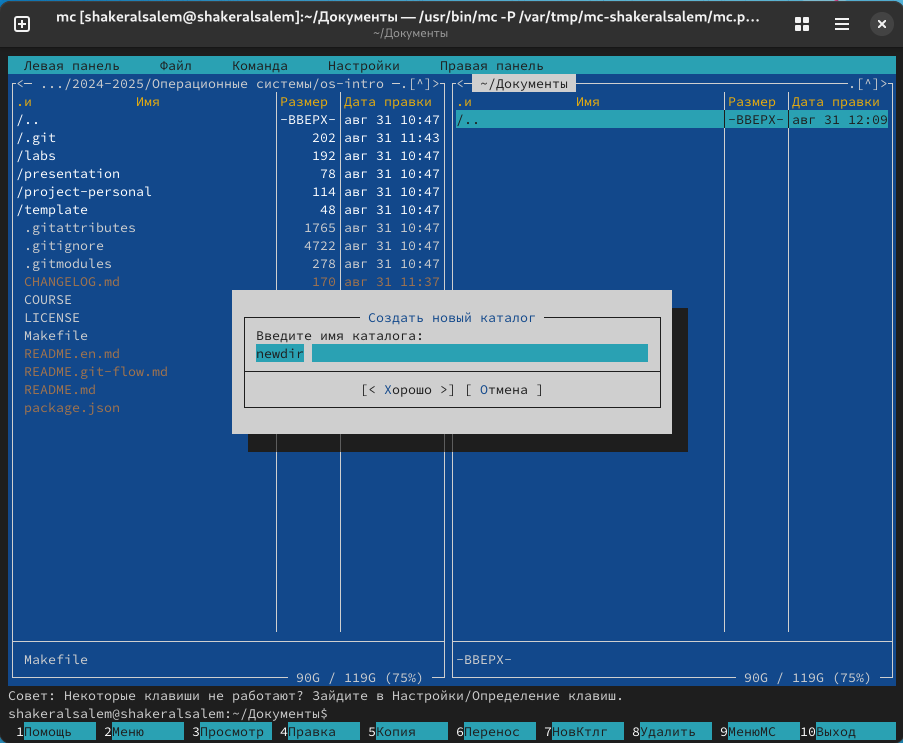 mc [shakeralsalem@shakeralsalem]:~/Документы — /usr/bin/mc -P /var/tmp/mc-shakeralsalem/mc.p…
~/Документы
Левая панель Файл Команда Настройки Правая панель
<— .../2024-2025/Операционные системы/os-intro —.[^]> <— ~/Документы .[^]>
.и Имя Размер Дата правки .и Имя Размер Дата правки
/.. -ВВЕРХ- авг 31 10:47 /.. -ВВЕРХ- авг 31 12:09
/.git 202 авг 31 11:43
/labs 192 авг 31 10:47
/presentation 78 авг 31 10:47
/project-personal 114 авг 31 10:47
/template 48 авг 31 10:47
.gitattributes 1765 авг 31 10:47
.gitignore 4722 авг 31 10:47
.gitmodules 278 авг 31 10:47
CHANGELOG.md 170 авг 31 11:37
COURSE
LICENSE
Makefile
README.en.md
README.git-flow.md
README.md
package.json
Создать новый каталог
Введите имя каталога:
newdir
[< Хорошо >] [ Отмена ]
Makefile -ВВЕРХ-
90G / 119G (75%) 90G / 119G (75%)
Совет: Некоторые клавиши не работают? Зайдите в Настройки/Определение клавиш.
shakeralsalem@shakeralsalem:~/Документы$
1Помощь 2Меню 3Просмотр 4Правка 5Копия 6Перенос 7НовКтлг 8Удалить 9МенюМС 10Выход